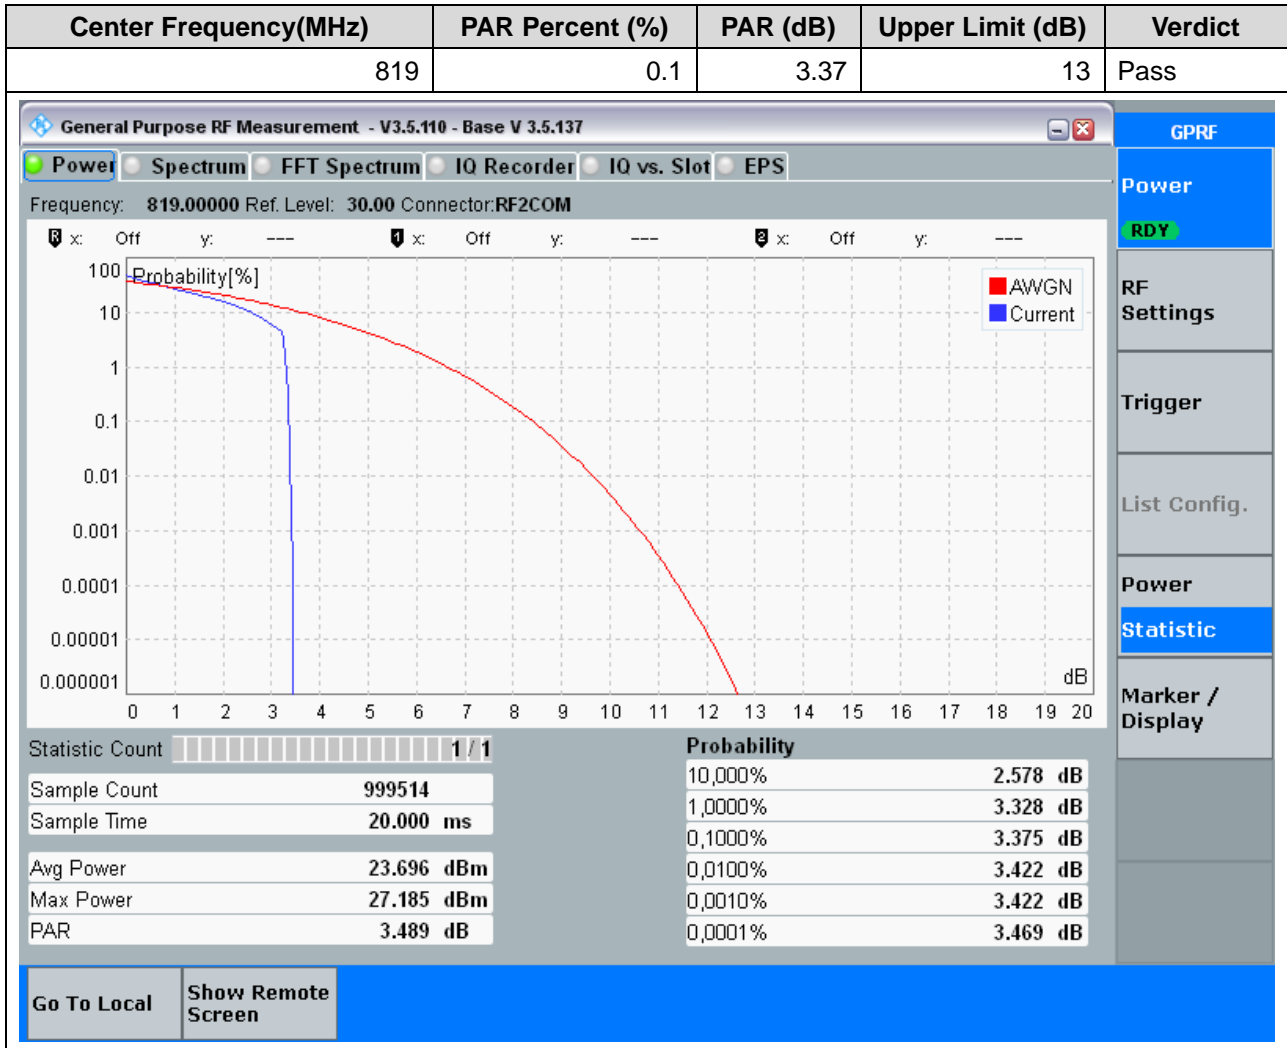 Center Frequency(MHz) PAR Percent (%) PAR (dB) Upper Limit (dB) Verdict
819 0.1 3.37 13 Pass
General Purpose RF Measurement - V3.5.110 - Base V 3.5.137
GPRF
Power Spectrum FFT Spectrum IQ Recorder IQ vs. Slot EPS
Frequency: 819.00000 Ref. Level: 30.00 Connector:RF2COM
R x: Off y: --- 1 x: Off y: --- 2 x: Off y: ---
Power
RDY
RF
Settings
Trigger
List Config.
Power
Statistic
Marker /
Display
Probability[%]
AWGN
Current
100
10
1
0.1
0.01
0.001
0.0001
0.00001
0.000001
dB
0 1 2 3 4 5 6 7 8 9 10 11 12 13 14 15 16 17 18 19 20
Statistic Count 1 / 1
Sample Count 999514
Sample Time 20.000 ms
Avg Power 23.696 dBm
Max Power 27.185 dBm
PAR 3.489 dB
Probability
10,000% 2.578 dB
1,0000% 3.328 dB
0,1000% 3.375 dB
0,0100% 3.422 dB
0,0010% 3.422 dB
0,0001% 3.469 dB
Go To Local
Show Remote
Screen